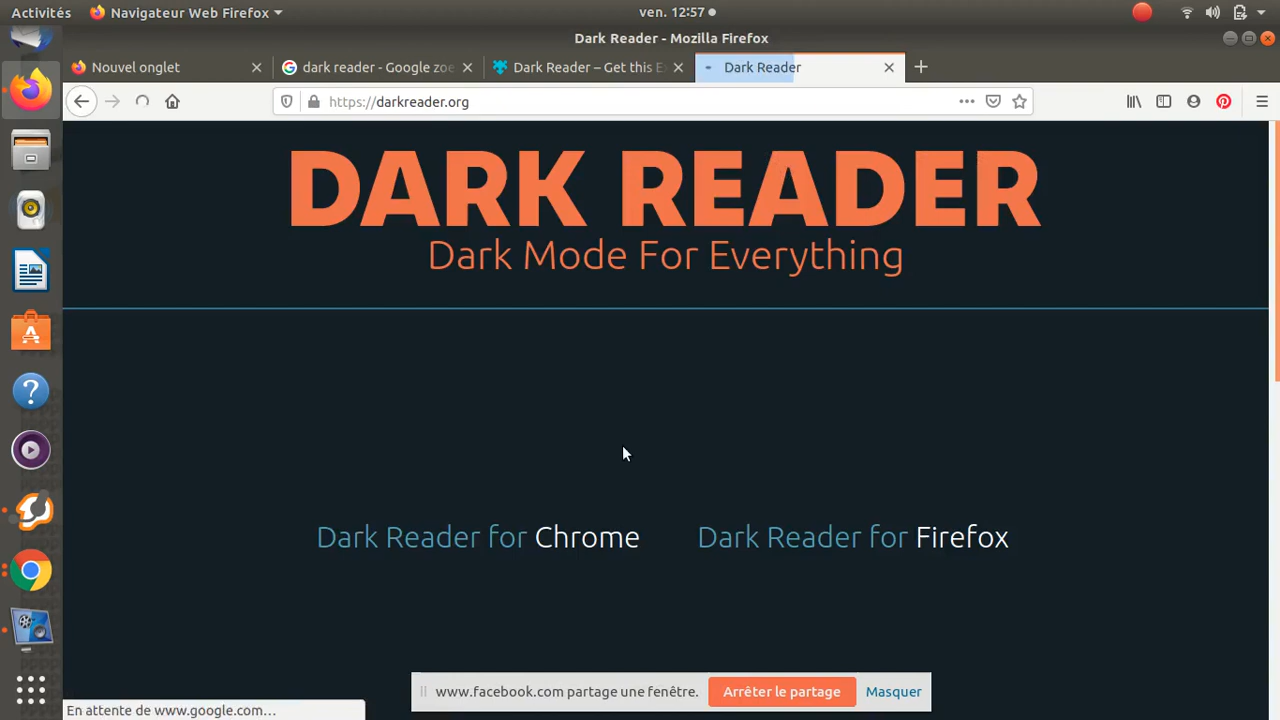 Activités
Navigateur Web Firefox
ven. 12:57
Dark Reader - Mozilla Firefox
Nouvel onglet
dark reader - Google zoe
Dark Reader – Get this Ex
Dark Reader
https://darkreader.org
DARK READER
Dark Mode For Everything
Dark Reader for Chrome
Dark Reader for Firefox
www.facebook.com partage une fenêtre.
Arrêter le partage
Masquer
En attente de www.google.com…